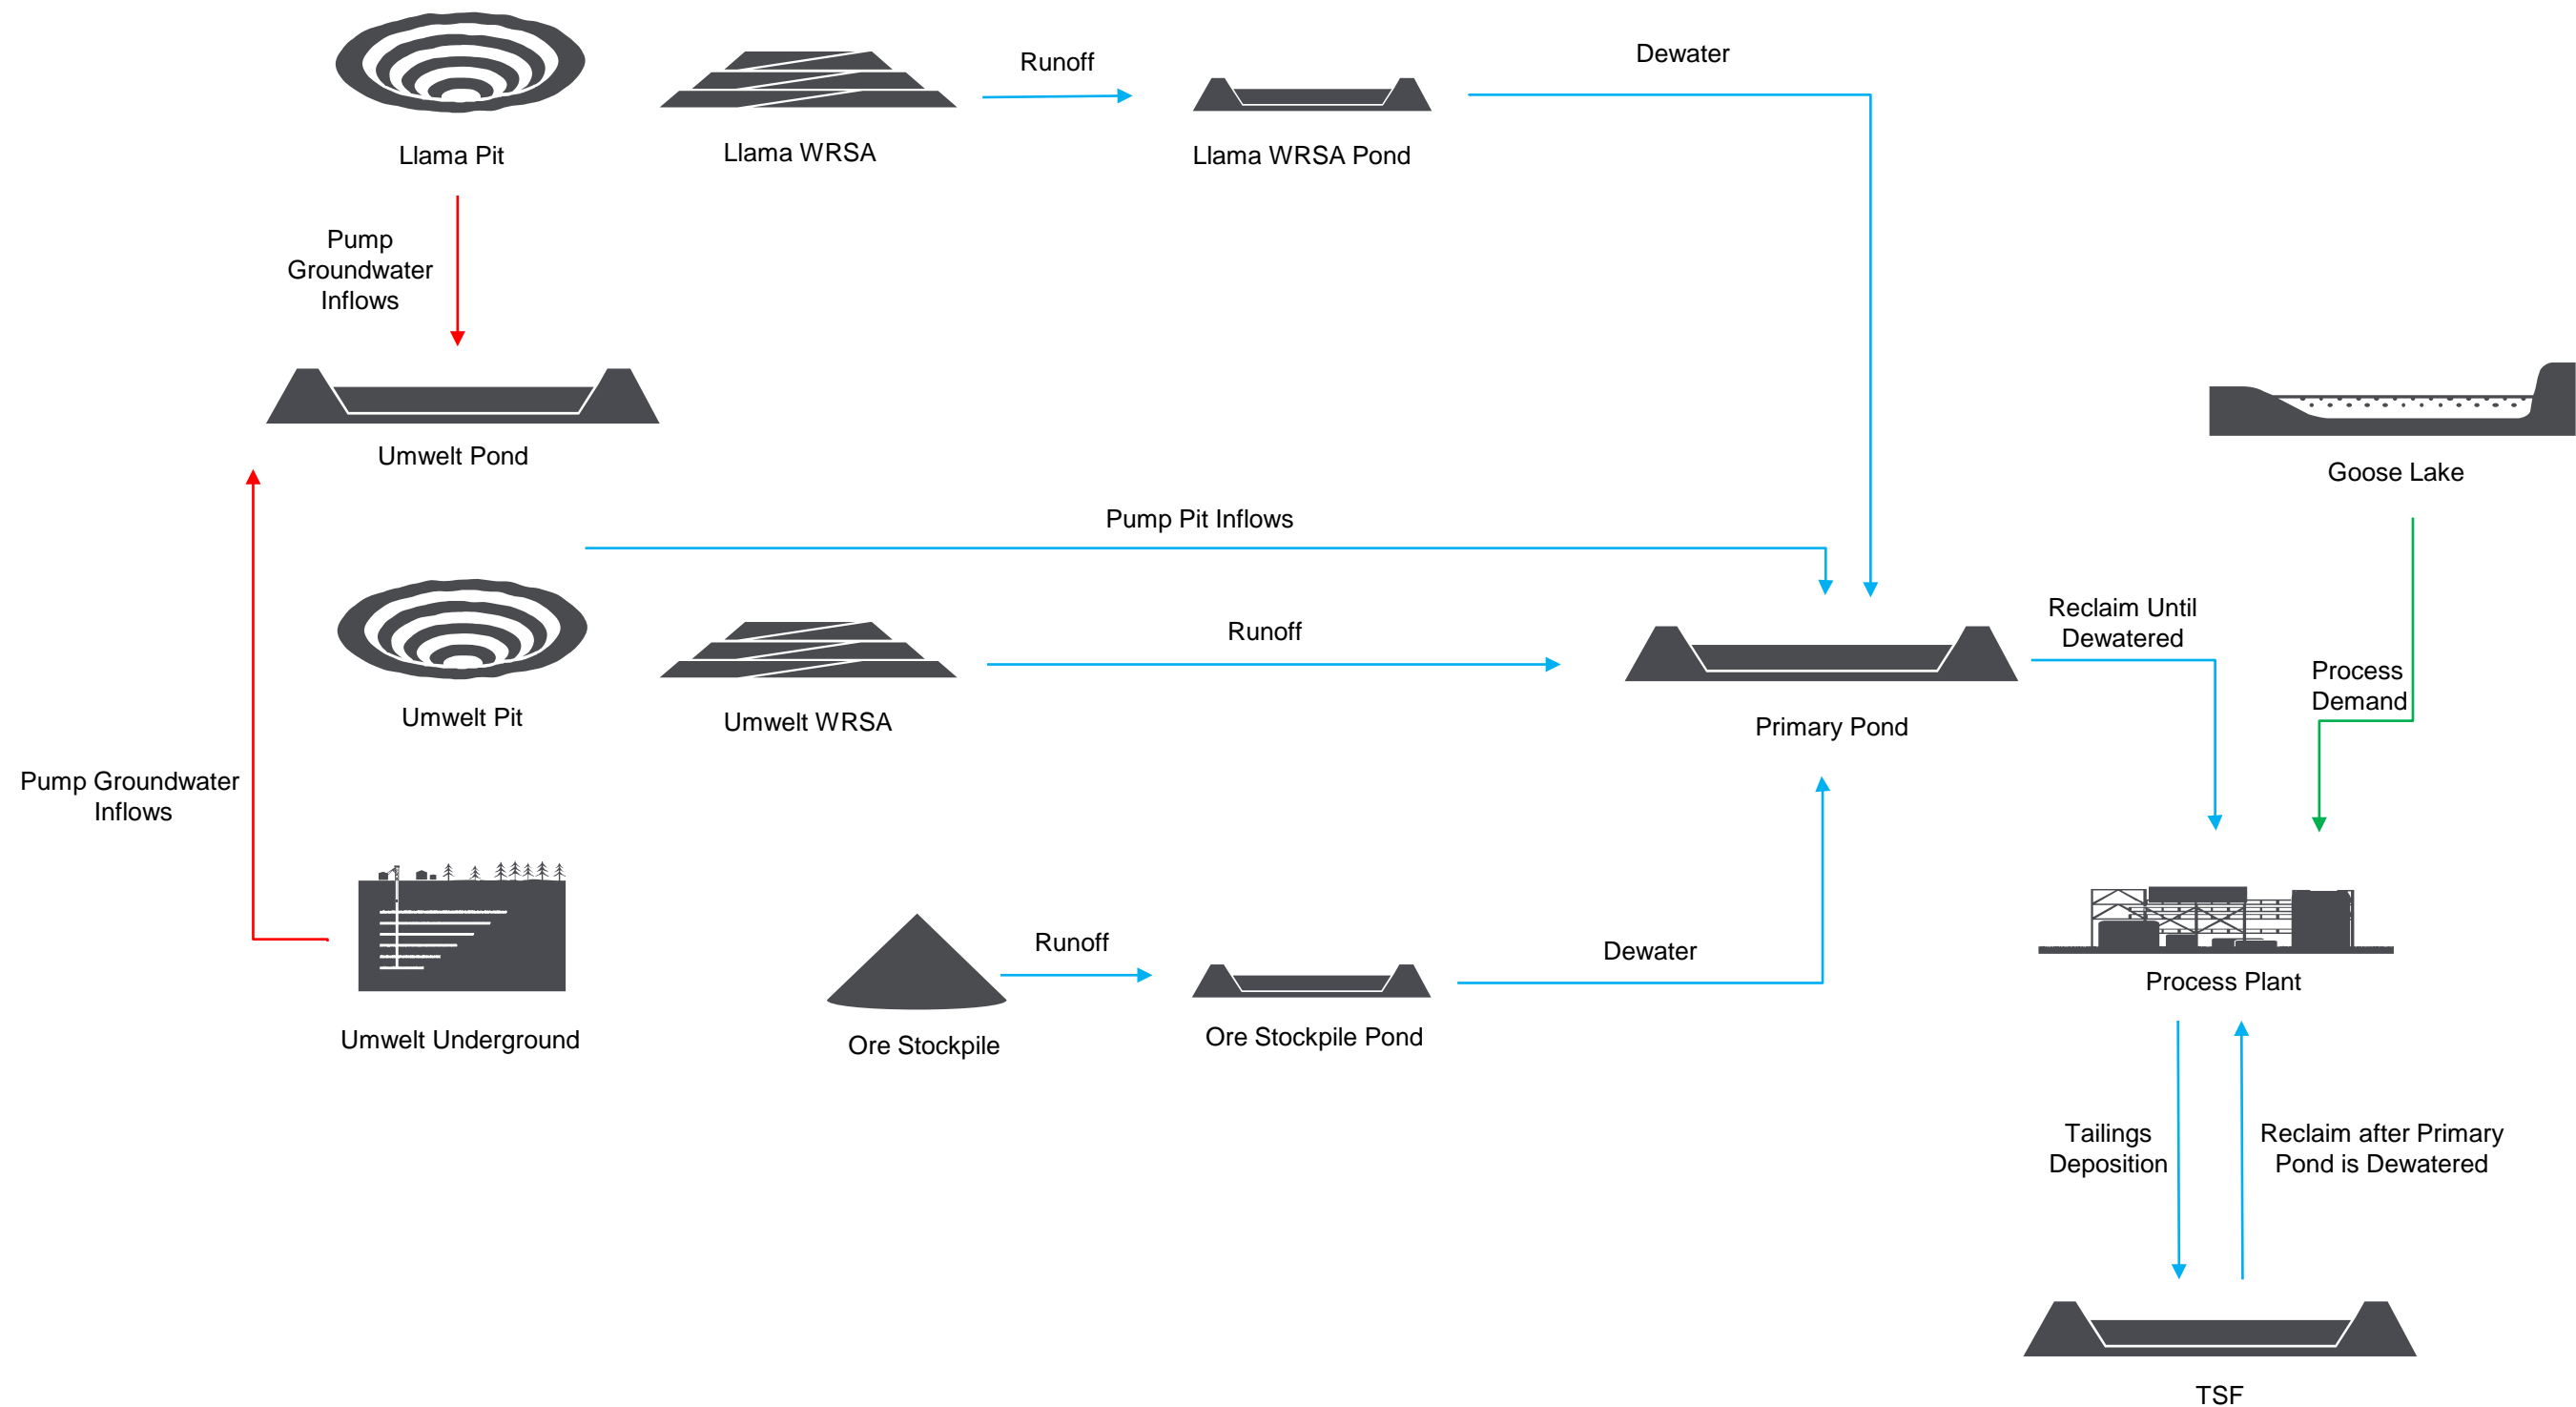 Runoff
Dewater
Llama Pit
Llama WRSA
Llama WRSA Pond
Pump
Groundwater
Inflows
Umwelt Pond
Goose Lake
Pump Pit Inflows
Reclaim Until
Dewatered
Runoff
Process
Demand
Umwelt Pit
Umwelt WRSA
Primary Pond
Pump Groundwater
Inflows
Runoff
Dewater
Process Plant
Umwelt Underground
Ore Stockpile
Ore Stockpile Pond
Tailings
Deposition
Reclaim after Primary
Pond is Dewatered
TSF